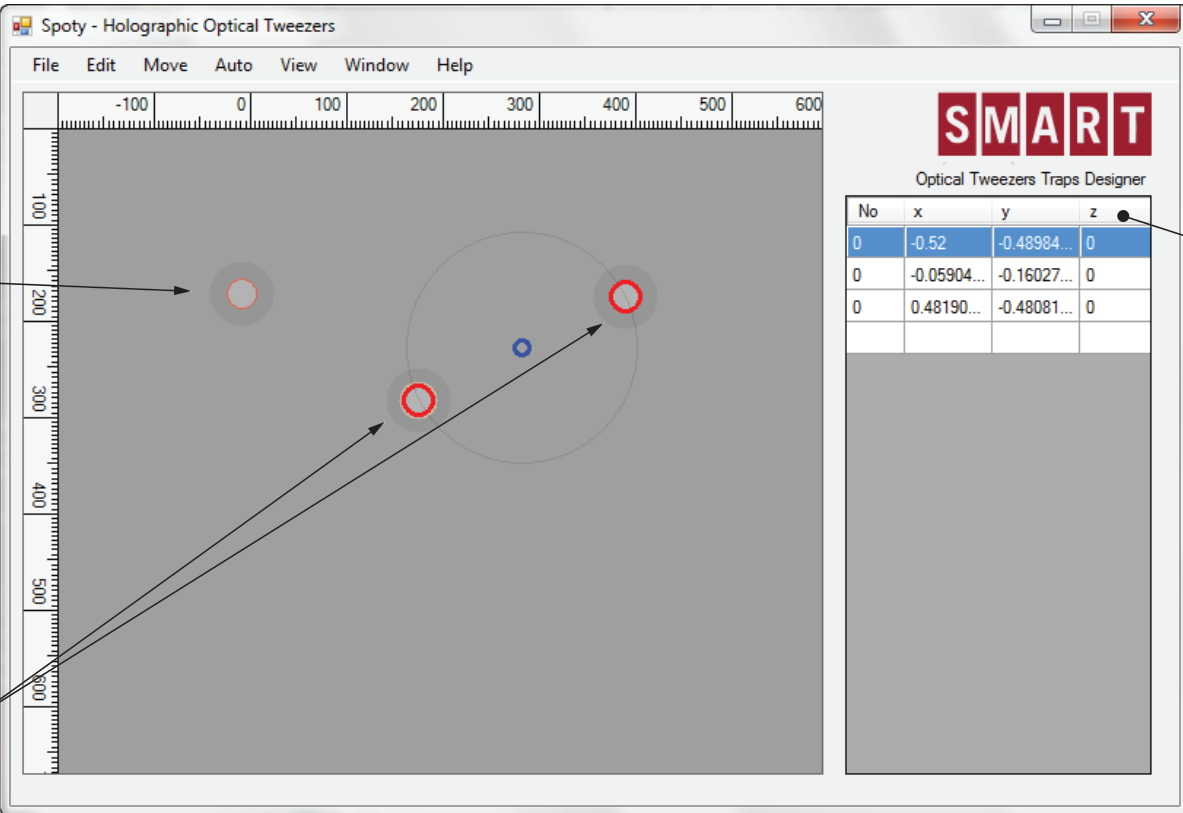 Spoty - Holographic Optical Tweezers
File Edit Move Auto View Window Help
-100 0 100 200 300 400 500 600
SMART
Optical Tweezers Traps Designer
No x y z
0 -0.52 -0.48984... 0
0 -0.05904... -0.16027... 0
0 0.48190... -0.48081... 0
100
200
300
400
500
600